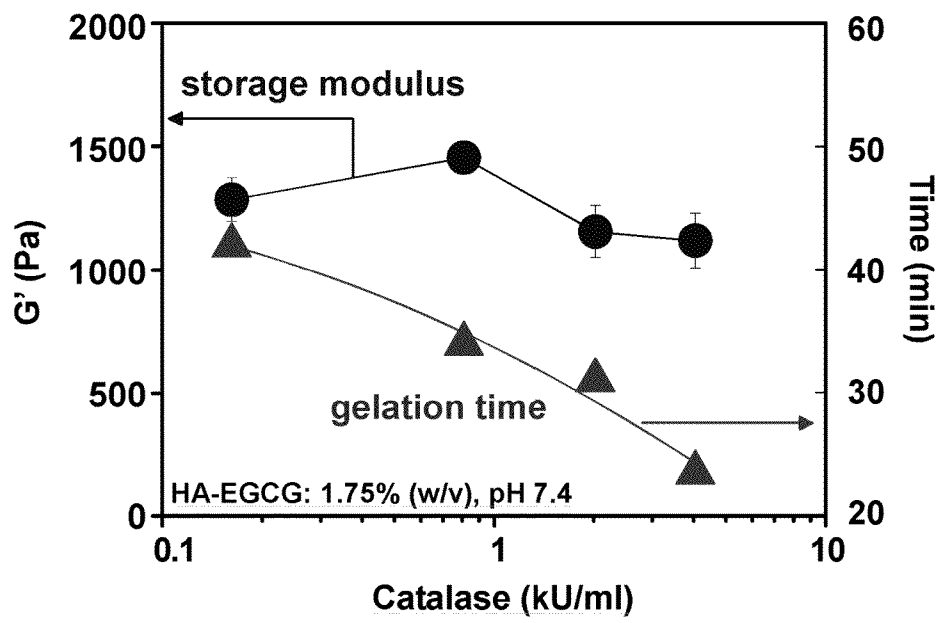 2000
1500
1000
500
0
G' (Pa)
storage modulus
gelation time
HA-EGCG: 1.75% (w/v), pH 7.4
60
50
40
30
20
Time (min)
0.1
1
10
Catalase (kU/ml)